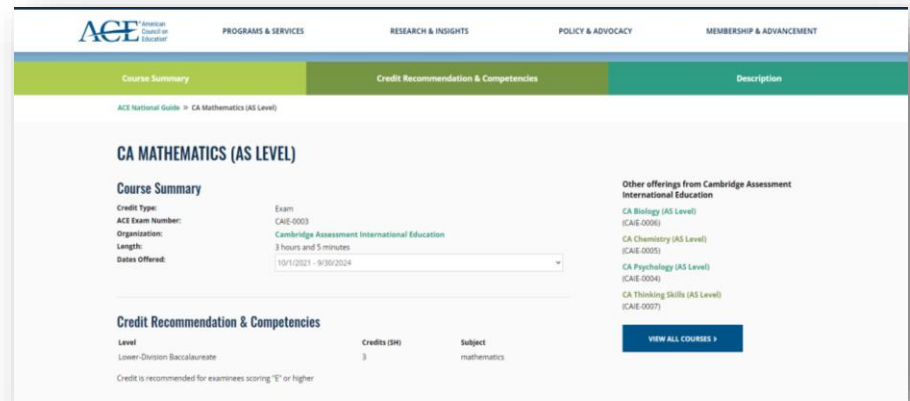 ACE American
Council on
Education
PROGRAMS & SERVICES
RESEARCH & INSIGHTS
POLICY & ADVOCACY
MEMBERSHIP & ADVANCEMENT
Course Summary
Credit Recommendation & Competencies
Description
ACE National Guide » CA Mathematics (AS Level)
CA MATHEMATICS (AS LEVEL)
Course Summary
Credit Type: Exam
ACE Exam Number: CAIE-0003
Organization: Cambridge Assessment International Education
Length: 3 hours and 5 minutes
Dates Offered: 10/1/2021 - 9/30/2024
Credit Recommendation & Competencies
Level Credits (SH) Subject
Lower-Division Baccalaureate 3 mathematics
Credit is recommended for examinees scoring "E" or higher
Other offerings from Cambridge Assessment
International Education
CA Biology (AS Level)
(CAIE-0006)
CA Chemistry (AS Level)
(CAIE-0005)
CA Psychology (AS Level)
(CAIE-0004)
CA Thinking Skills (AS Level)
(CAIE-0007)
VIEW ALL COURSES >